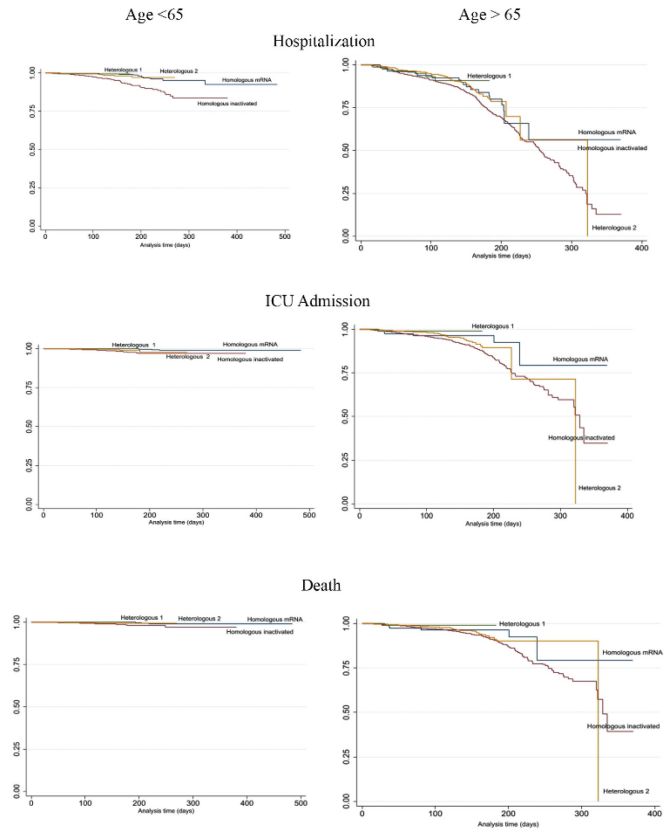 Age <65
Age > 65
Hospitalization
1.00
0.75
0.50
0.25
0.00
Heterologous 1
Heterologous 2
Homologous mRNA
Homologous inactivated
0
100
200
300
400
500
Analysis time (days)
1.00
0.75
0.50
0.25
0.00
Heterologous 1
Homologous mRNA
Homologous inactivated
Heterologous 2
0
100
200
300
400
Analysis time (days)
ICU Admission
1.00
0.75
0.50
0.25
0.00
Heterologous 1
Homologous mRNA
Heterologous 2
Homologous inactivated
0
100
200
300
400
500
Analysis time (days)
1.00
0.75
0.50
0.25
0.00
Heterologous 1
Homologous mRNA
Homologous inactivated
Heterologous 2
0
100
200
300
400
Analysis time (days)
Death
1.00
0.75
0.50
0.25
0.00
Heterologous 1
Heterologous 2
Homologous mRNA
Homologous inactivated
0
100
200
300
400
500
Analysis time (days)
1.00
0.75
0.50
0.25
0.00
Heterologous 1
Homologous mRNA
Homologous inactivated
Heterologous 2
0
100
200
300
400
Analysis time (days)